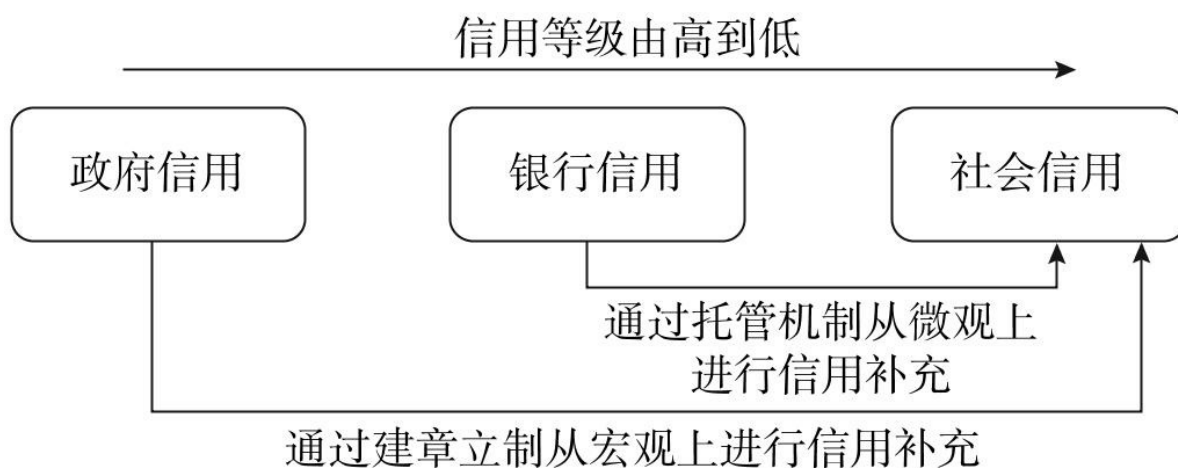 信用等级由高到低
政府信用
银行信用
社会信用
通过托管机制从微观上
进行信用补充
通过建章立制从宏观上进行信用补充